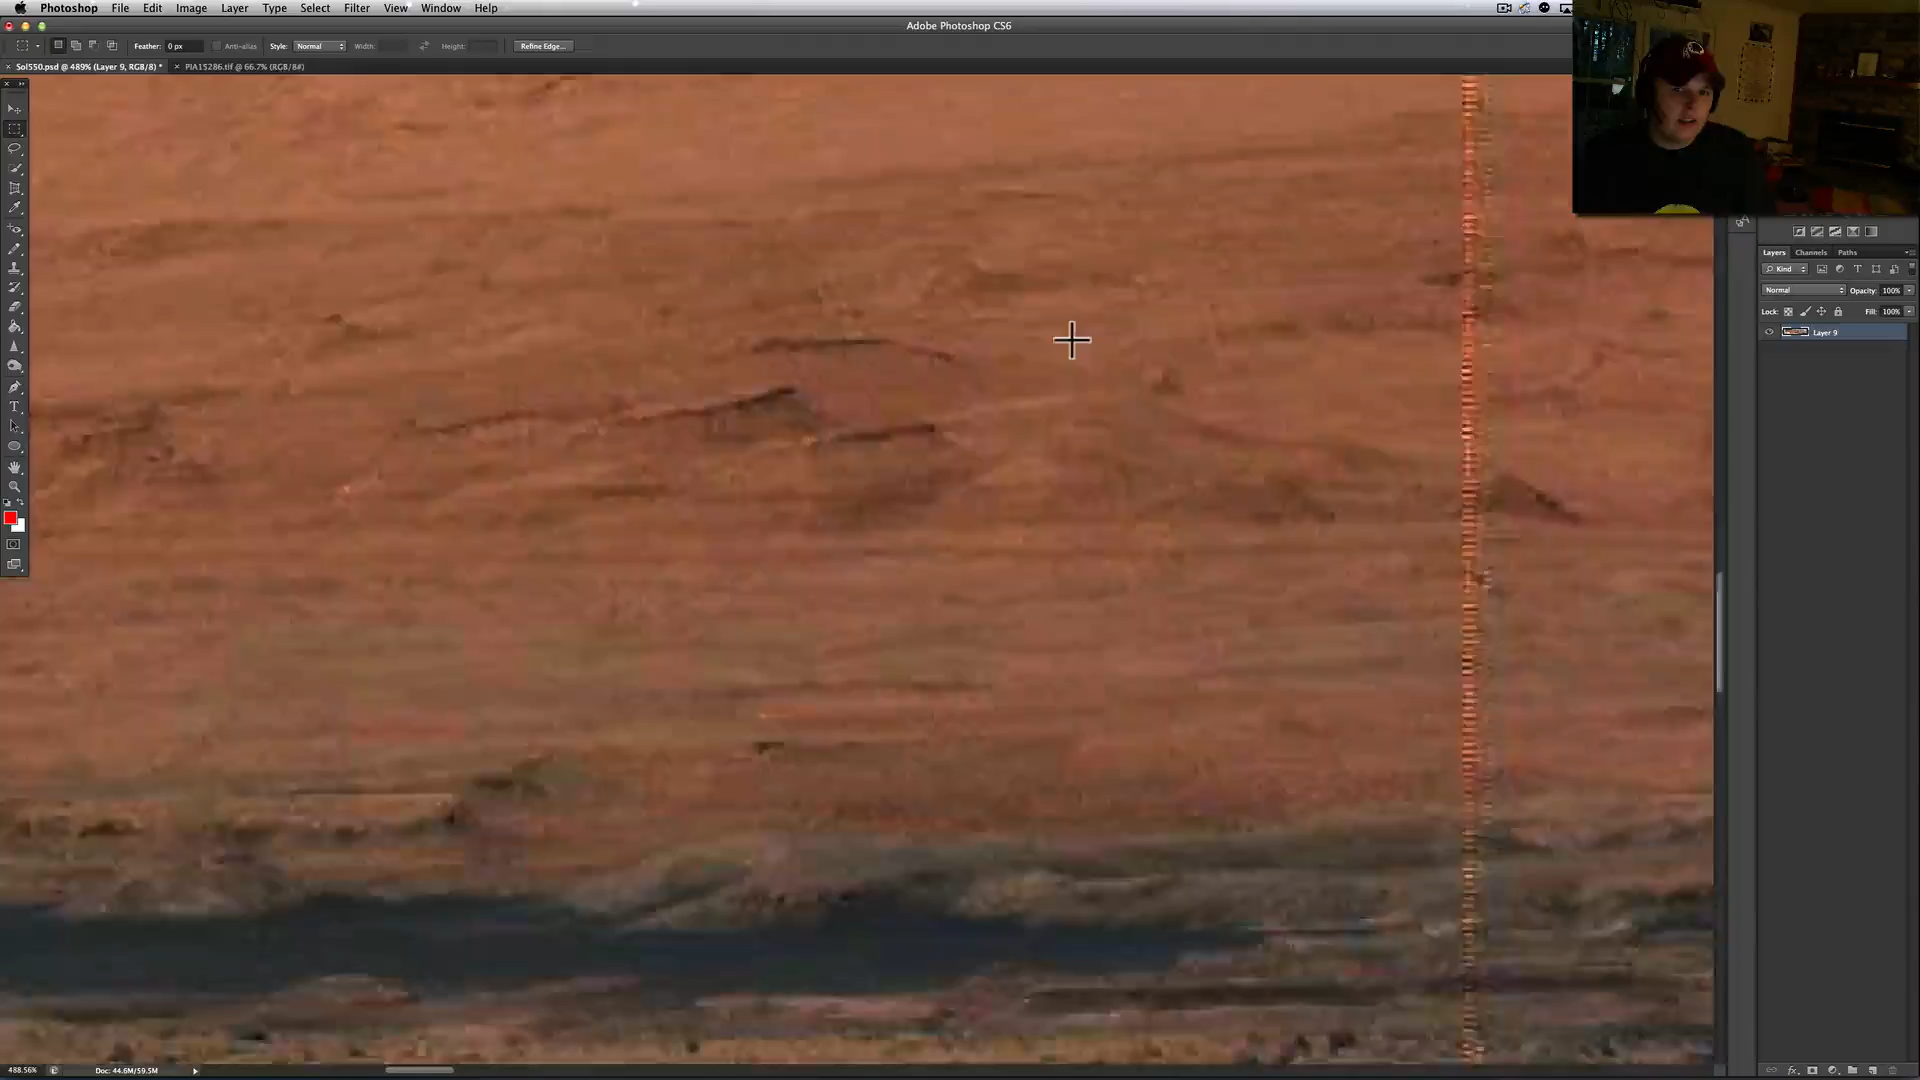 Photoshop File Edit Image Layer Type Select Filter View Window Help
Adobe Photoshop CS6
Feather: 0 px Anti-alias Style: Normal Width: Height: Refine Edge...
Sol550.psd @ 489% (Layer 9, RGB/8) * PIA15286.tif @ 66.7% (RGB/8#)
Layers Channels Paths
Kind
Normal Opacity: 100%
Lock: Fill: 100%
Layer 9
488.56% Doc: 44.6M/59.5M